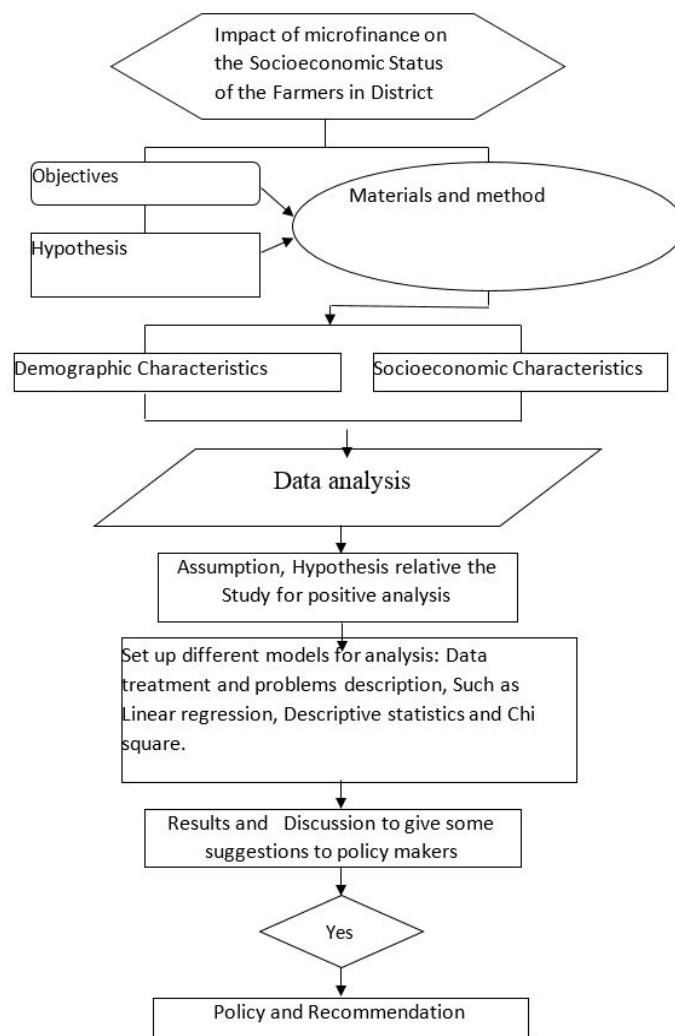 Impact of microfinance on
the Socioeconomic Status
of the Farmers in District
Objectives
Materials and method
Hypothesis
Demographic Characteristics
Socioeconomic Characteristics
Data analysis
Assumption, Hypothesis relative the
Study for positive analysis
Set up different models for analysis: Data
treatment and problems description, Such as
Linear regression, Descriptive statistics and Chi
square.
Results and Discussion to give some
suggestions to policy makers
Yes
Policy and Recommendation